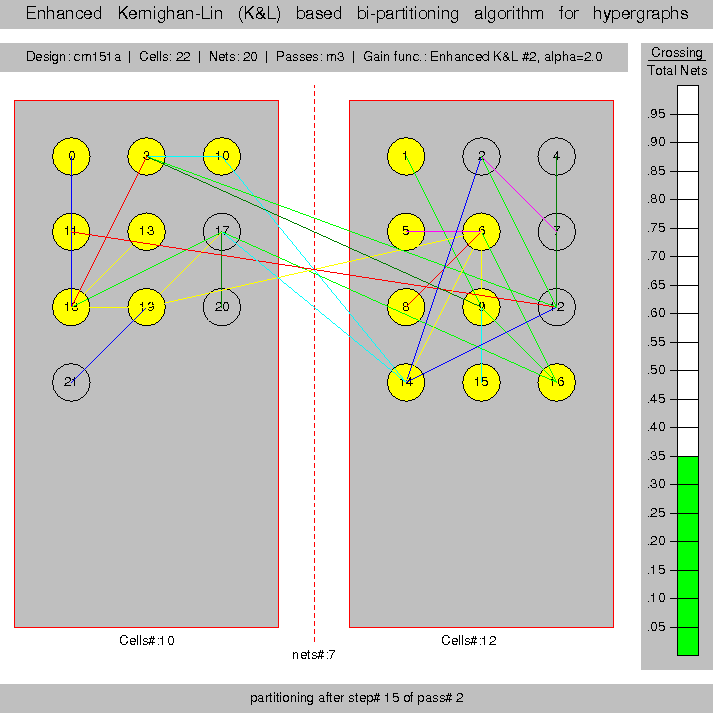 Enhanced Kernighan-Lin (K&L) based bi-partitioning algorithm for hypergraphs
Design: cm151a | Cells: 22 | Nets: 20 | Passes: m3 | Gain func.: Enhanced K&L #2, alpha=2.0
Crossing
Total Nets
0 3 10 1 2 4
11 13 17 5 6 7
18 19 20 8 9 12
21 14 15 16
.95
.90
.85
.80
.75
.70
.65
.60
.55
.50
.45
.40
.35
.30
.25
.20
.15
.10
.05
Cells#:10
Cells#:12
nets#:7
partitioning after step# 15 of pass# 2